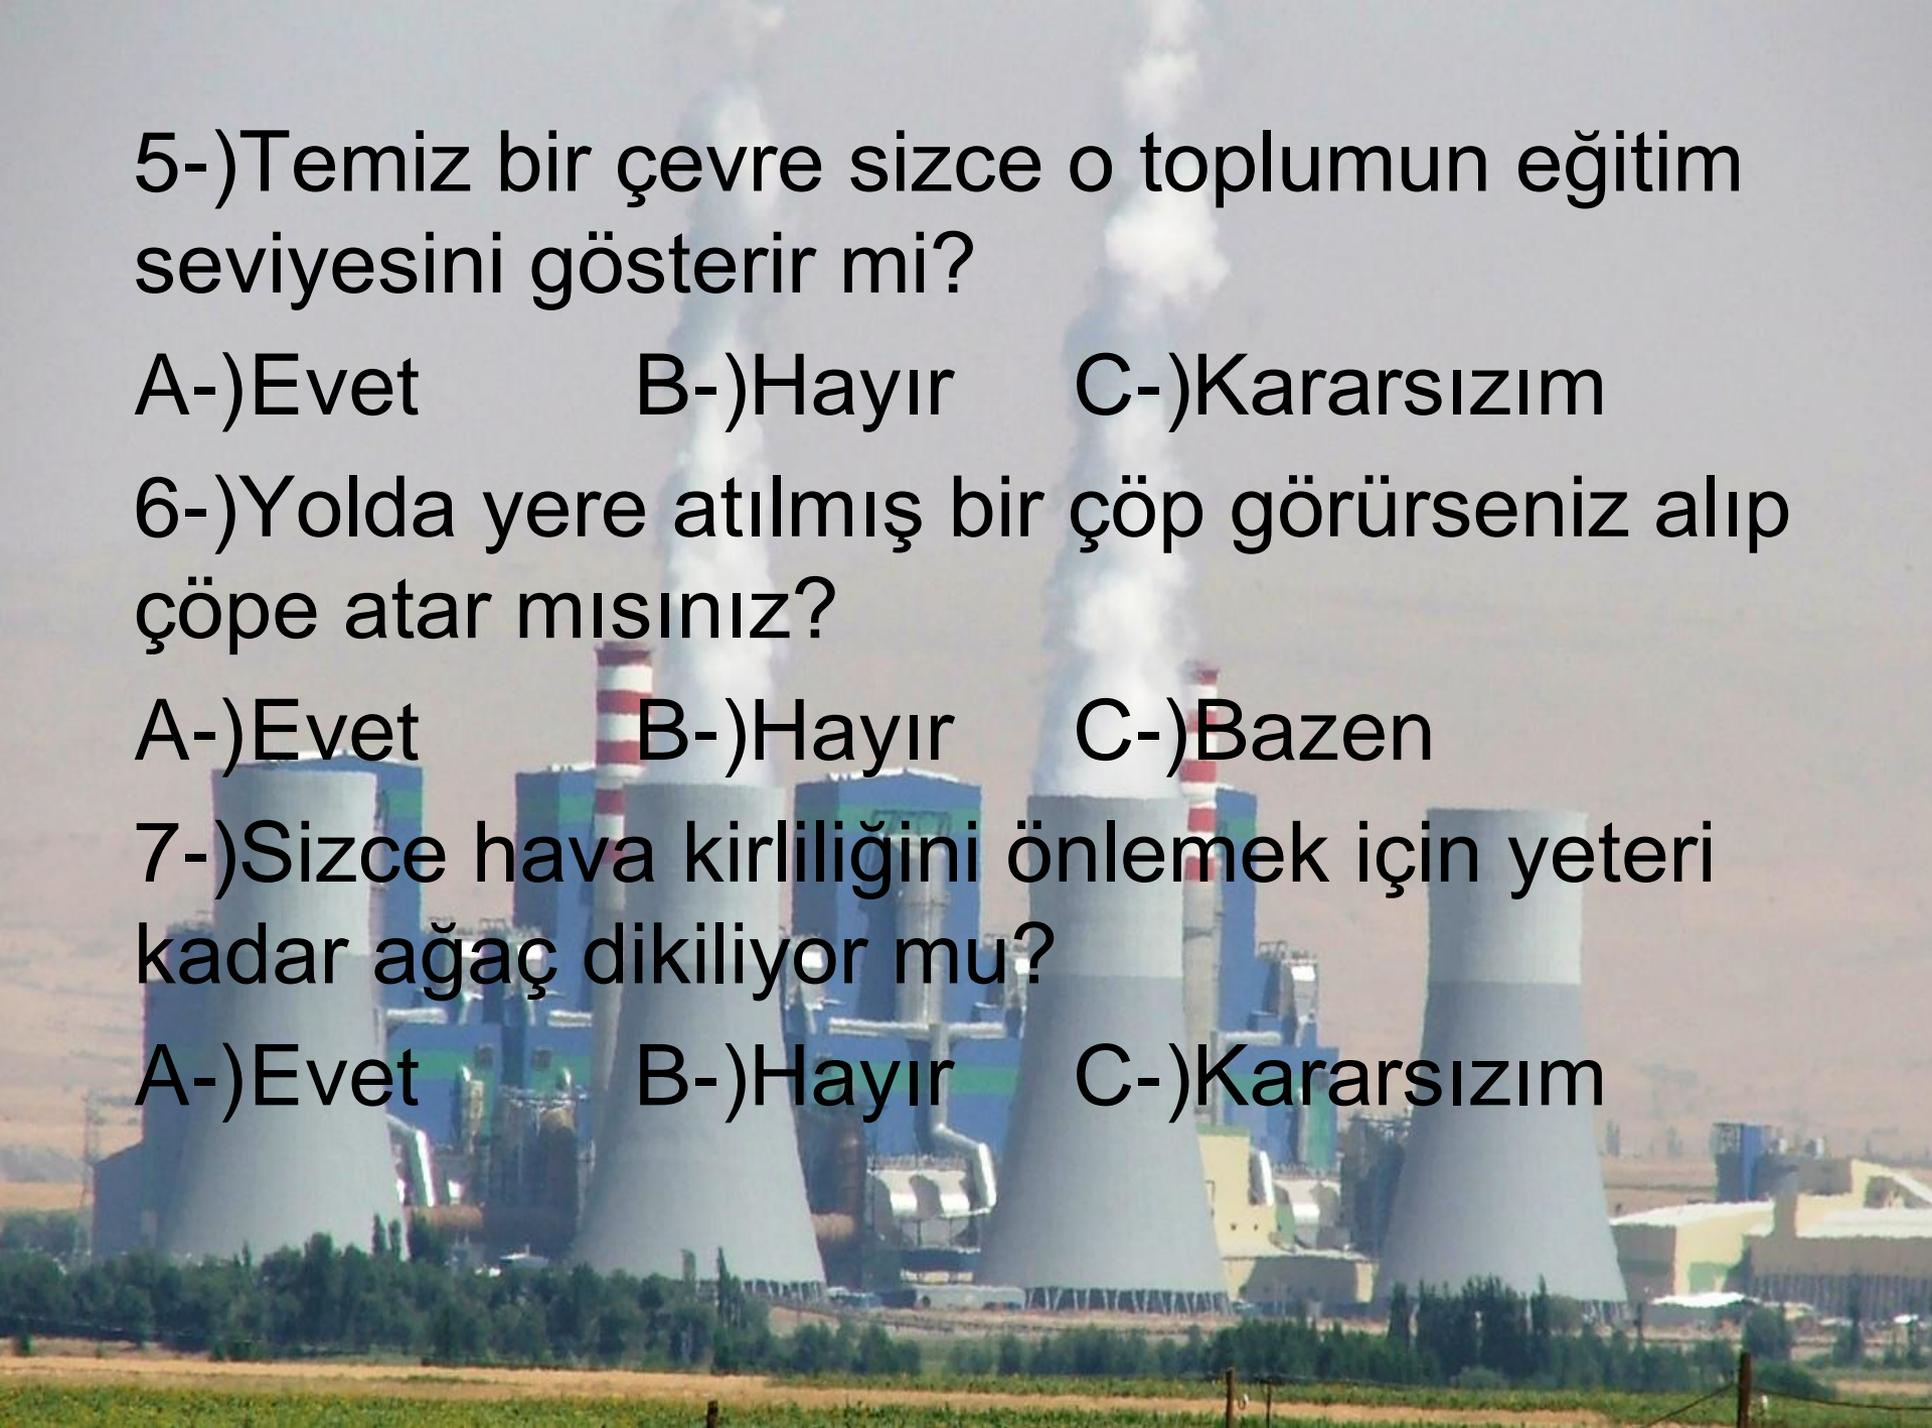 5-)Temiz bir çevre sizce o toplumun eğitim
seviyesini gösterir mi?
A-)Evet B-)Hayır C-)Kararsızım
6-)Yolda yere atılmış bir çöp görürseniz alıp
çöpe atar mısınız?
A-)Evet B-)Hayır C-)Bazen
7-)Sizce hava kirliliğini önlemek için yeteri
kadar ağaç dikiliyor mu?
A-)Evet B-)Hayır C-)Kararsızım